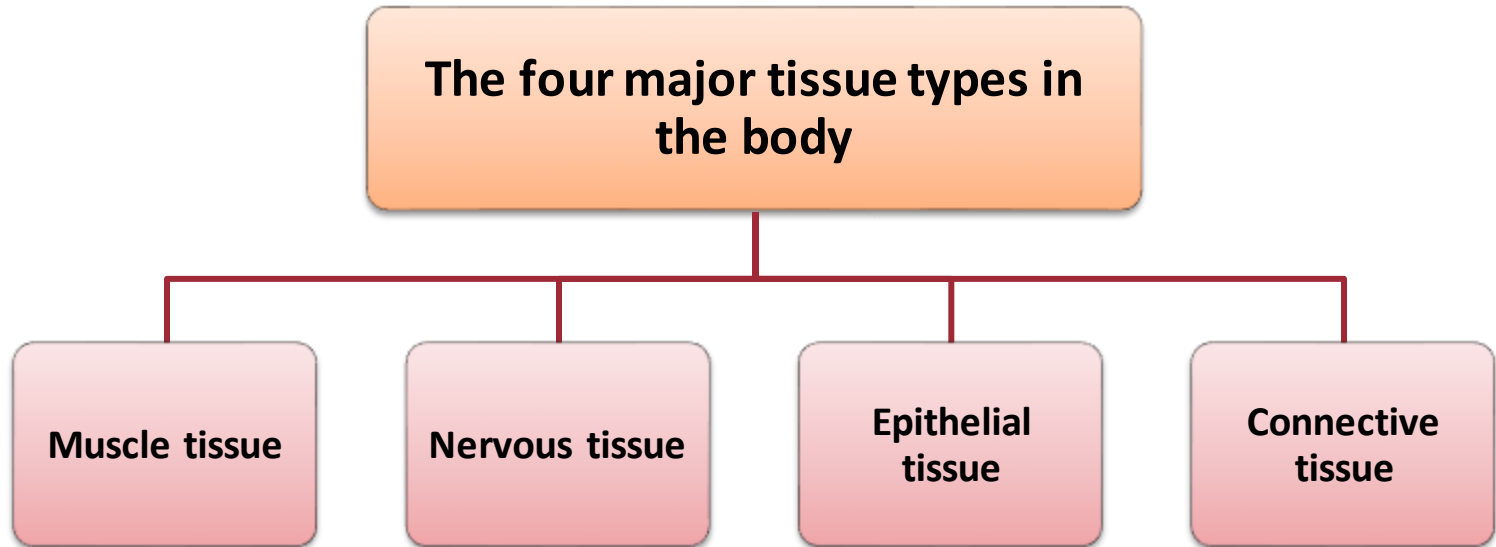 The four major tissue types in
the body
Muscle tissue
Nervous tissue
Epithelial
tissue
Connective
tissue